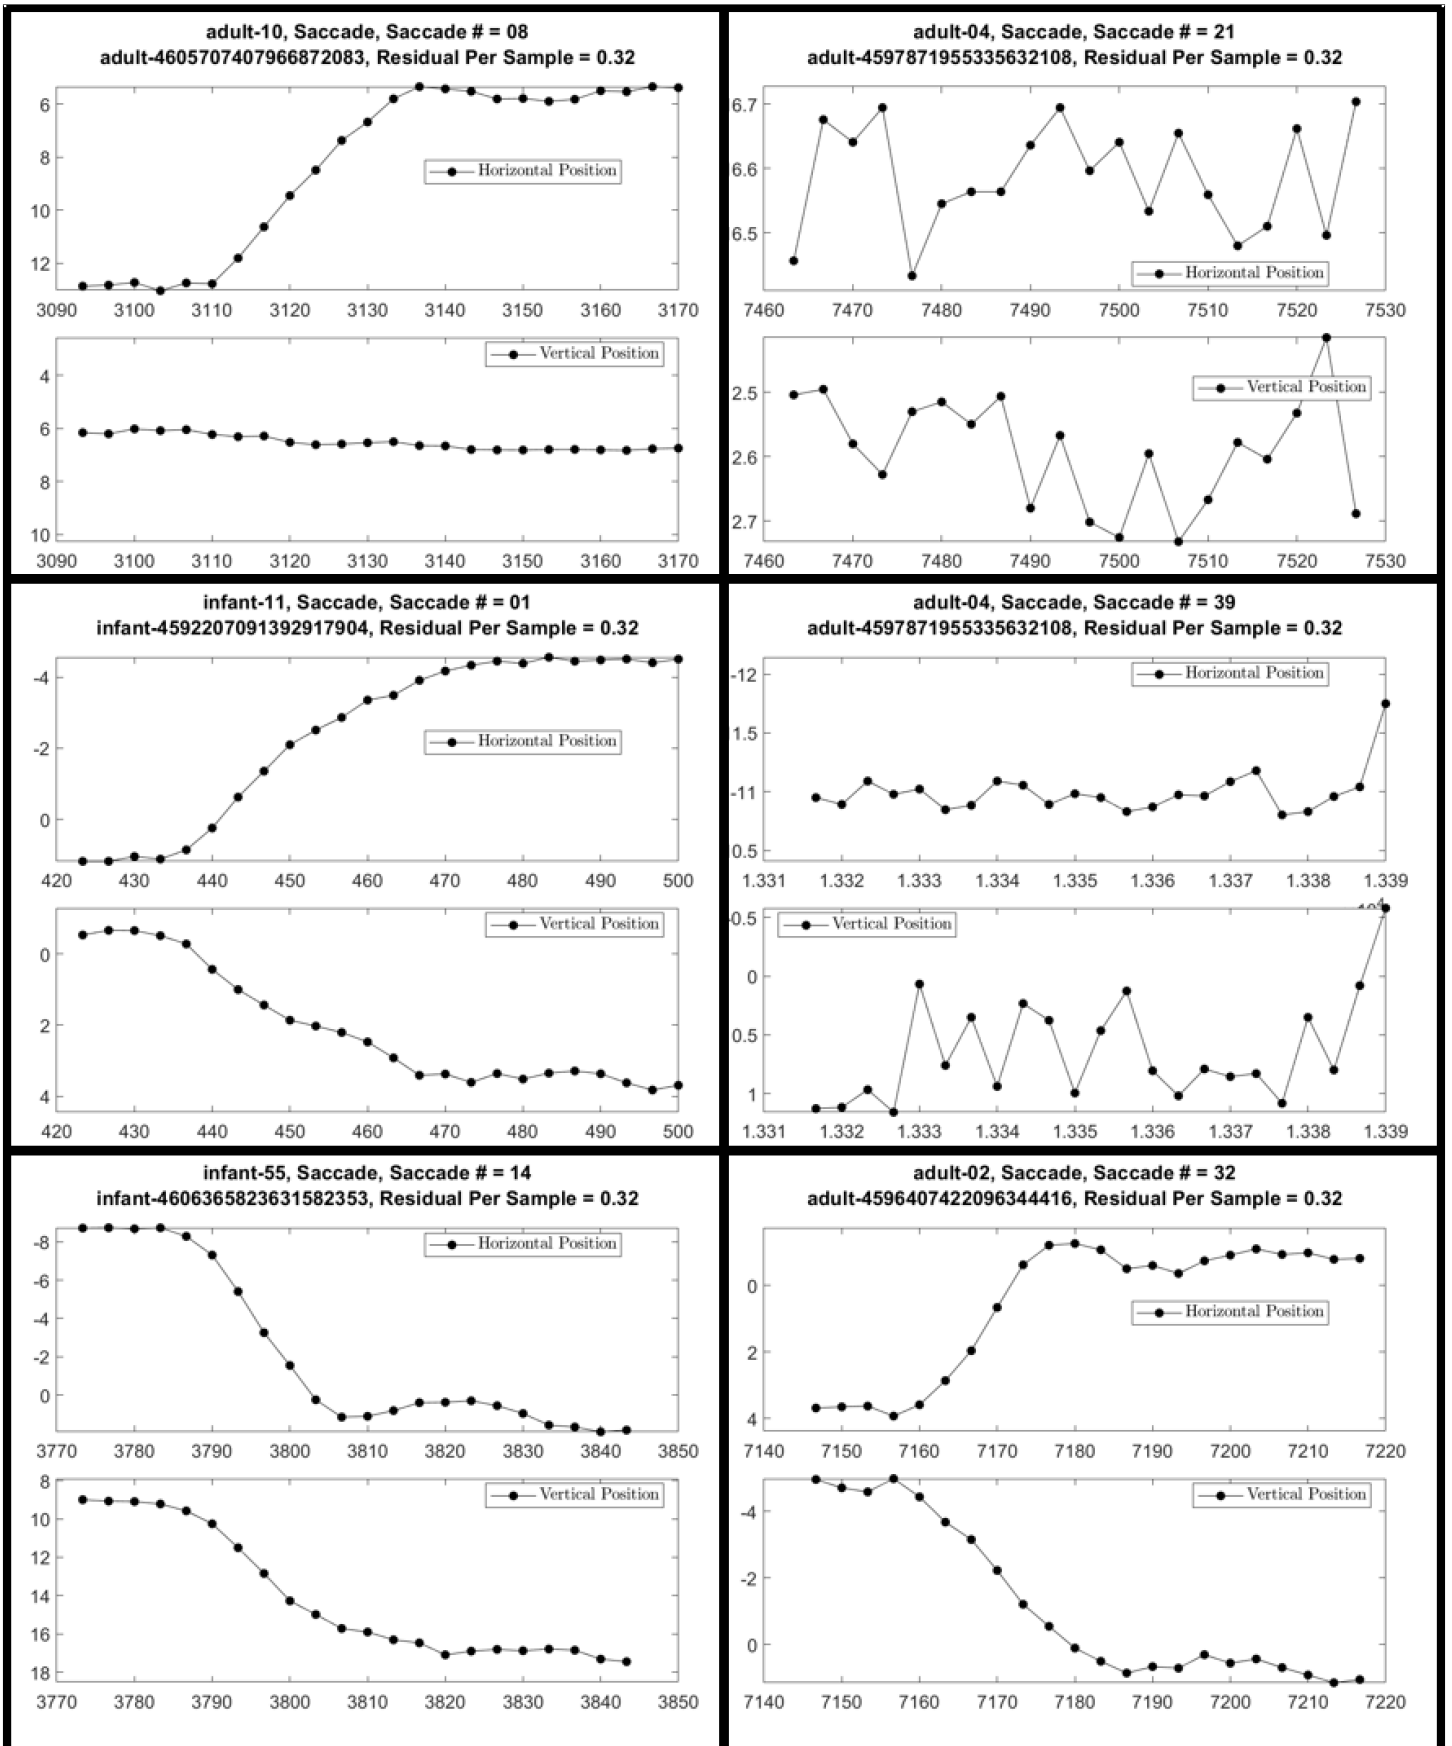 adult-10, Saccade, Saccade # = 08
adult-4605707407966872083, Residual Per Sample = 0.32
6
8
10
12
Horizontal Position
3090 3100 3110 3120 3130 3140 3150 3160 3170
4
6
8
10
Vertical Position
3090 3100 3110 3120 3130 3140 3150 3160 3170
adult-04, Saccade, Saccade # = 21
adult-4597871955335632108, Residual Per Sample = 0.32
6.7
6.6
6.5
Horizontal Position
7460 7470 7480 7490 7500 7510 7520 7530
2.5
2.6
2.7
Vertical Position
7460 7470 7480 7490 7500 7510 7520 7530
infant-11, Saccade, Saccade # = 01
infant-4592207091392917904, Residual Per Sample = 0.32
-4
-2
0
Horizontal Position
420 430 440 450 460 470 480 490 500
0
2
4
Vertical Position
420 430 440 450 460 470 480 490 500
adult-04, Saccade, Saccade # = 39
adult-4597871955335632108, Residual Per Sample = 0.32
-12
1.5
-11
0.5
Horizontal Position
1.331 1.332 1.333 1.334 1.335 1.336 1.337 1.338 1.339
-0.5
0
0.5
1
Vertical Position
1.331 1.332 1.333 1.334 1.335 1.336 1.337 1.338 1.339
infant-55, Saccade, Saccade # = 14
infant-4606365823631582353, Residual Per Sample = 0.32
-8
-6
-4
-2
0
Horizontal Position
3770 3780 3790 3800 3810 3820 3830 3840 3850
8
10
12
14
16
18
Vertical Position
3770 3780 3790 3800 3810 3820 3830 3840 3850
adult-02, Saccade, Saccade # = 32
adult-4596407422096344416, Residual Per Sample = 0.32
0
2
4
Horizontal Position
7140 7150 7160 7170 7180 7190 7200 7210 7220
-4
-2
0
Vertical Position
7140 7150 7160 7170 7180 7190 7200 7210 7220